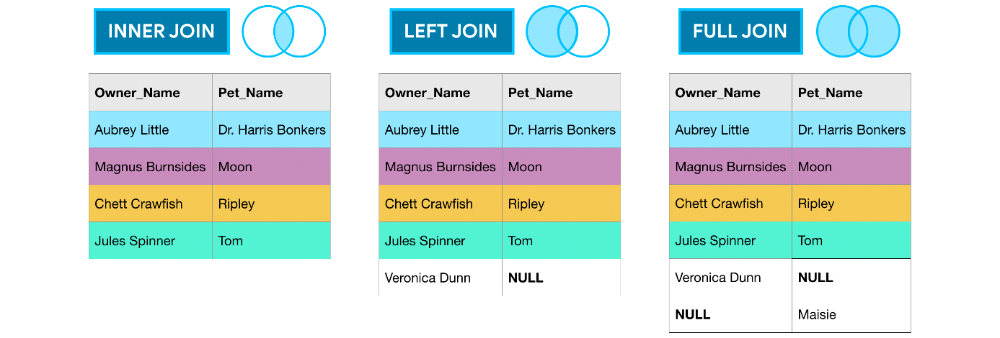 INNER JOIN
Owner_Name Pet_Name
Aubrey Little Dr. Harris Bonkers
Magnus Burnsides Moon
Chett Crawfish Ripley
Jules Spinner Tom
LEFT JOIN
Owner_Name Pet_Name
Aubrey Little Dr. Harris Bonkers
Magnus Burnsides Moon
Chett Crawfish Ripley
Jules Spinner Tom
Veronica Dunn NULL
FULL JOIN
Owner_Name Pet_Name
Aubrey Little Dr. Harris Bonkers
Magnus Burnsides Moon
Chett Crawfish Ripley
Jules Spinner Tom
Veronica Dunn NULL
NULL Maisie